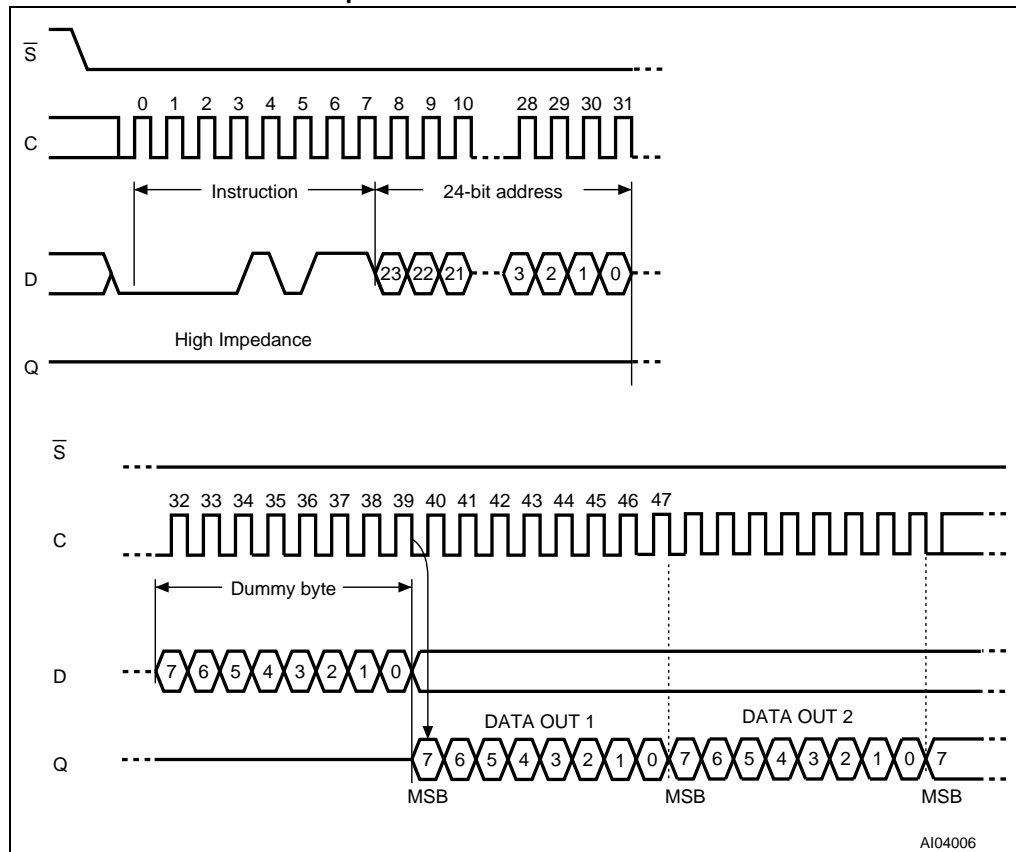 S
0 1 2 3 4 5 6 7 8 9 10 28 29 30 31
C
Instruction 24-bit address
D 23 22 21 3 2 1 0
High Impedance
Q
S
32 33 34 35 36 37 38 39 40 41 42 43 44 45 46 47
C
Dummy byte
D 7 6 5 4 3 2 1 0
DATA OUT 1 DATA OUT 2
Q 7 6 5 4 3 2 1 0 7 6 5 4 3 2 1 0 7
MSB MSB MSB
AI04006